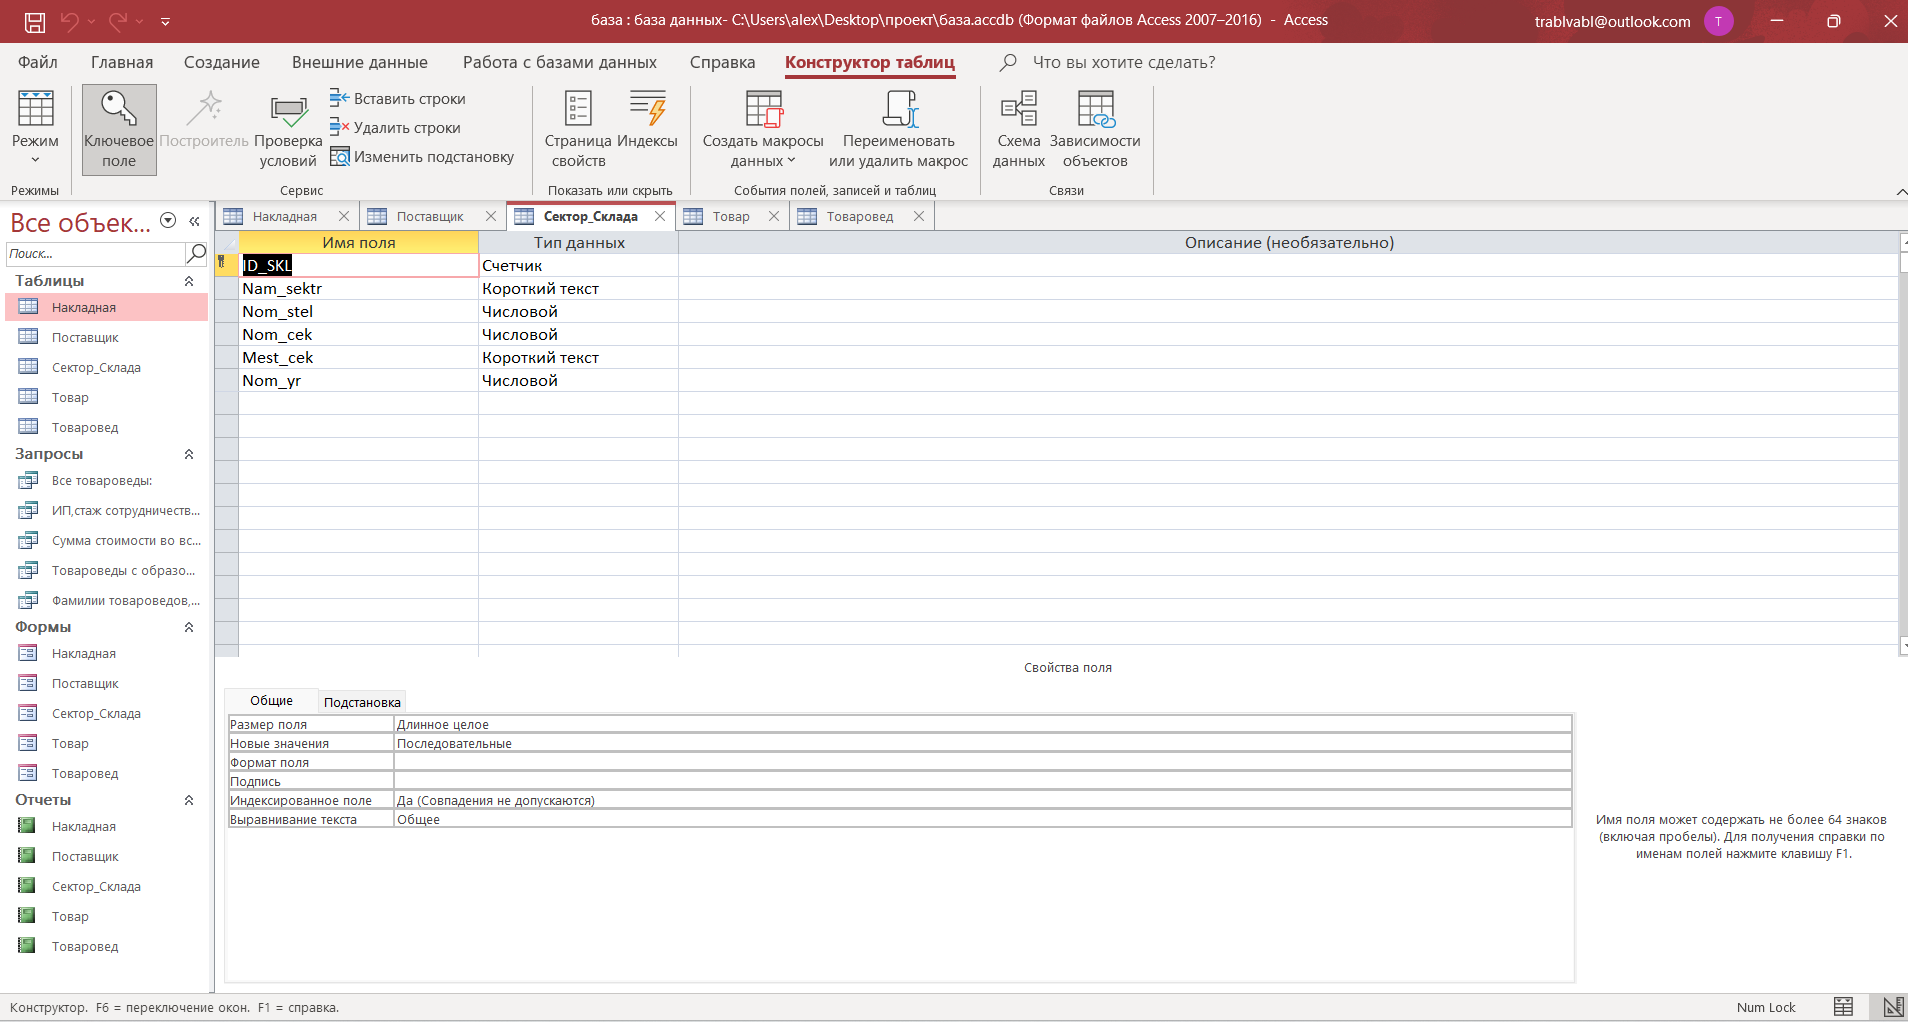 база : база данных- C:\Users\alex\Desktop\проект\база.accdb (Формат файлов Access 2007–2016) - Access
trablvabl@outlook.com
T
Файл Главная Создание Внешние данные Работа с базами данных Справка Конструктор таблиц Что вы хотите сделать?
Режим
Ключевое поле
Построитель
Проверка условий
Вставить строки
Удалить строки
Изменить подстановку
Страница свойств
Индексы
Создать макросы данных
Переименовать или удалить макрос
Схема данных
Зависимости объектов
Режимы
Сервис
Показать или скрыть
События полей, записей и таблиц
Связи
Все объек...
Поиск...
Таблицы
Накладная
Поставщик
Сектор_Склада
Товар
Товаровед
Запросы
Все товароведы:
ИП,стаж сотрудничеств...
Сумма стоимости во вс...
Товароведы с образо...
Фамилии товароведов,...
Формы
Накладная
Поставщик
Сектор_Склада
Товар
Товаровед
Отчеты
Накладная
Поставщик
Сектор_Склада
Товар
Товаровед
Накладная Поставщик Сектор_Склада Товар Товаровед
Имя поля Тип данных Описание (необязательно)
ID_SKL Счетчик
Nam_sektr Короткий текст
Nom_stel Числовой
Nom_cek Числовой
Mest_cek Короткий текст
Nom_yr Числовой
Свойства поля
Общие Подстановка
Размер поля Длинное целое
Новые значения Последовательные
Формат поля
Подпись
Индексированное поле Да (Совпадения не допускаются)
Выравнивание текста Общее
Имя поля может содержать не более 64 знаков
(включая пробелы). Для получения справки по
именам полей нажмите клавишу F1.
Конструктор. F6 = переключение окон. F1 = справка.
Num Lock